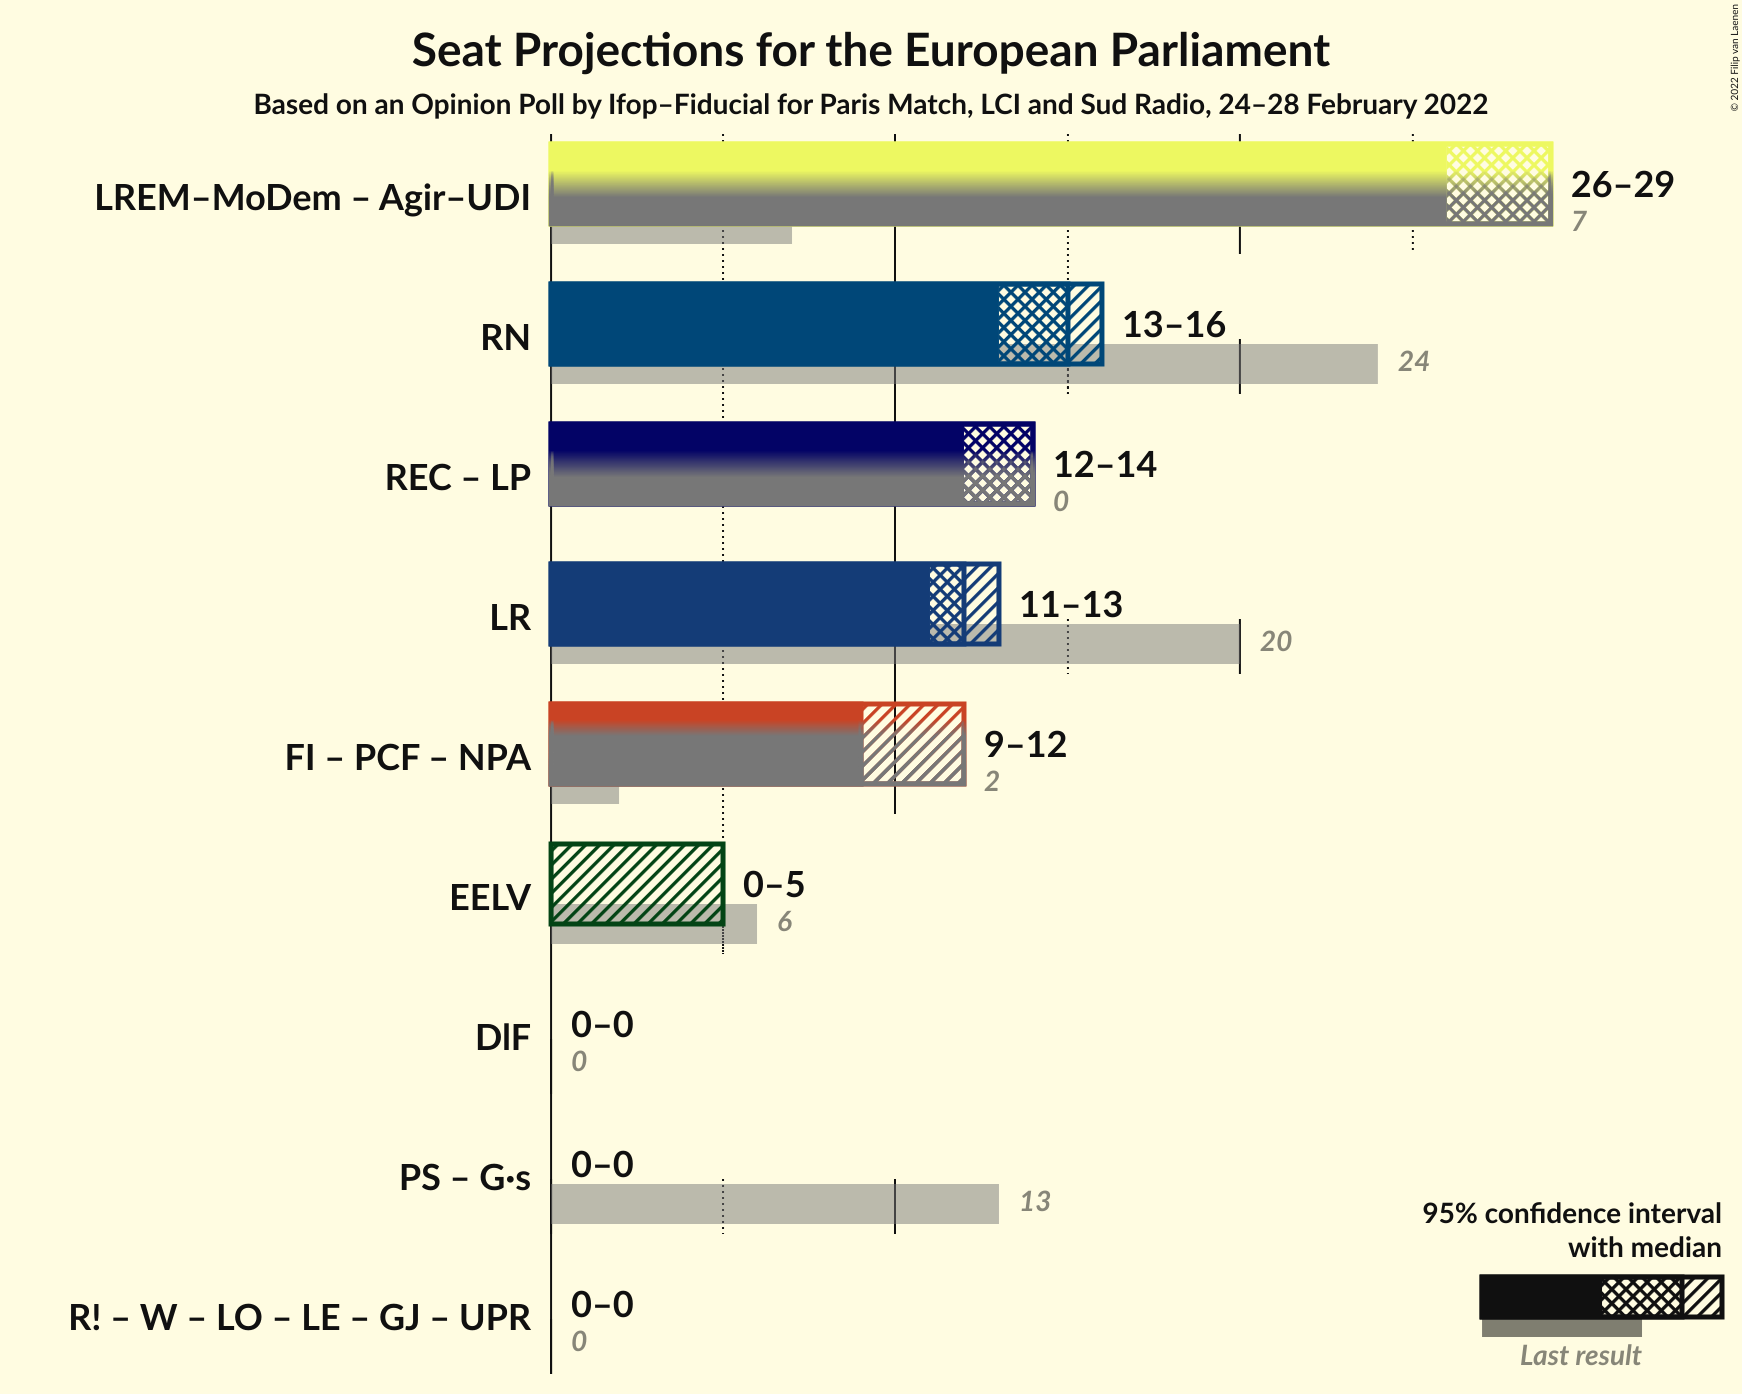 Seat Projections for the European Parliament
Based on an Opinion Poll by Ifop–Fiducial for Paris Match, LCI and Sud Radio, 24–28 February 2022
© 2022 Filip van Laenen
LREM–MoDem – Agir–UDI
26–29
7
RN
13–16
24
REC – LP
12–14
0
LR
11–13
20
FI – PCF – NPA
9–12
2
EELV
0–5
6
DlF
0–0
0
PS – G·s
0–0
13
R! – W – LO – LE – GJ – UPR
0–0
0
95% confidence interval
with median
Last result